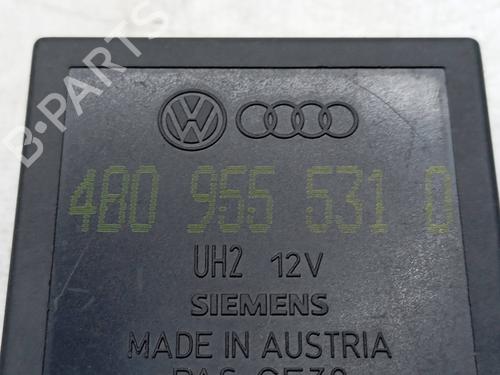 B·PARTS
4B0 955 531 D
UH2 12V
SIEMENS
MADE IN AUSTRIA